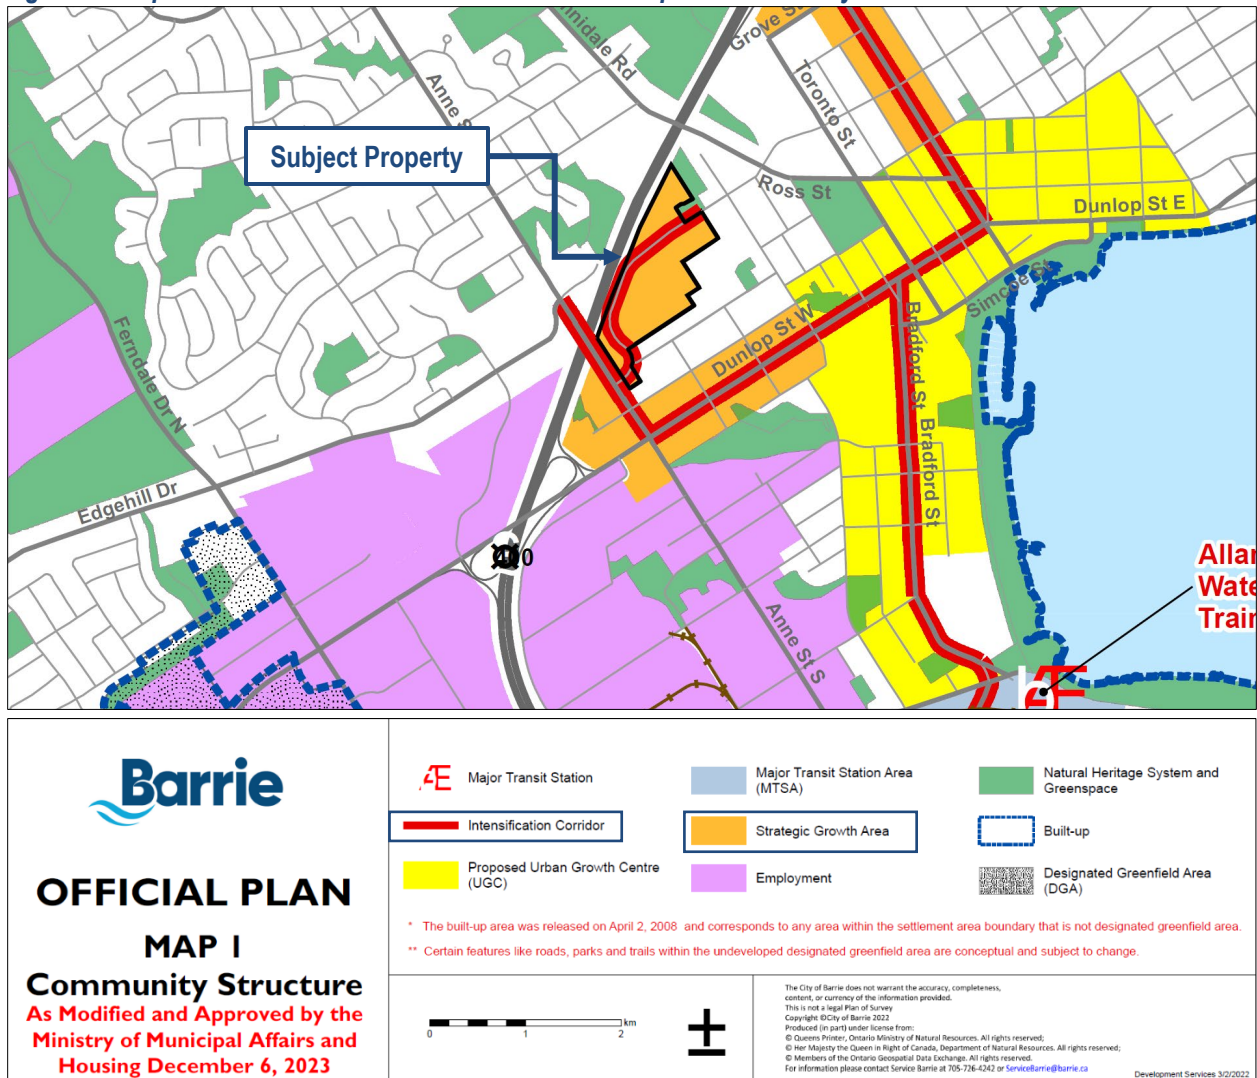 Grove St
nnidale Rd
Anne S
Toronto St
Subject Property
Ross St
Dunlop St E
Simcoe St
Ferndale Dr N
Dunlop St W
Bradford St
Bradford St
Edgehill Dr
400
Allan
Wate
Train
Anne St S
Barrie
OFFICIAL PLAN
MAP 1
Community Structure
As Modified and Approved by the
Ministry of Municipal Affairs and
Housing December 6, 2023
Major Transit Station
Intensification Corridor
Proposed Urban Growth Centre
(UGC)
Major Transit Station Area
(MTSA)
Strategic Growth Area
Employment
Natural Heritage System and
Greenspace
Built-up
Designated Greenfield Area
(DGA)
* The built-up area was released on April 2, 2008 and corresponds to any area within the settlement area boundary that is not designated greenfield area.
** Certain features like roads, parks and trails within the undeveloped designated greenfield area are conceptual and subject to change.
km
0 1 2
The City of Barrie does not warrant the accuracy, completeness,
content, or currency of the information provided.
This is not a legal Plan of Survey
Copyright ©City of Barrie 2022
Produced (in part) under license from:
© Queens Printer, Ontario Ministry of Natural Resources. All rights reserved;
© Her Majesty the Queen in Right of Canada, Department of Natural Resources. All rights reserved;
© Members of the Ontario Geospatial Data Exchange. All rights reserved.
For information please contact Service Barrie at 705-726-4242 or ServiceBarrie@barrie.ca
Development Services 3/2/2022